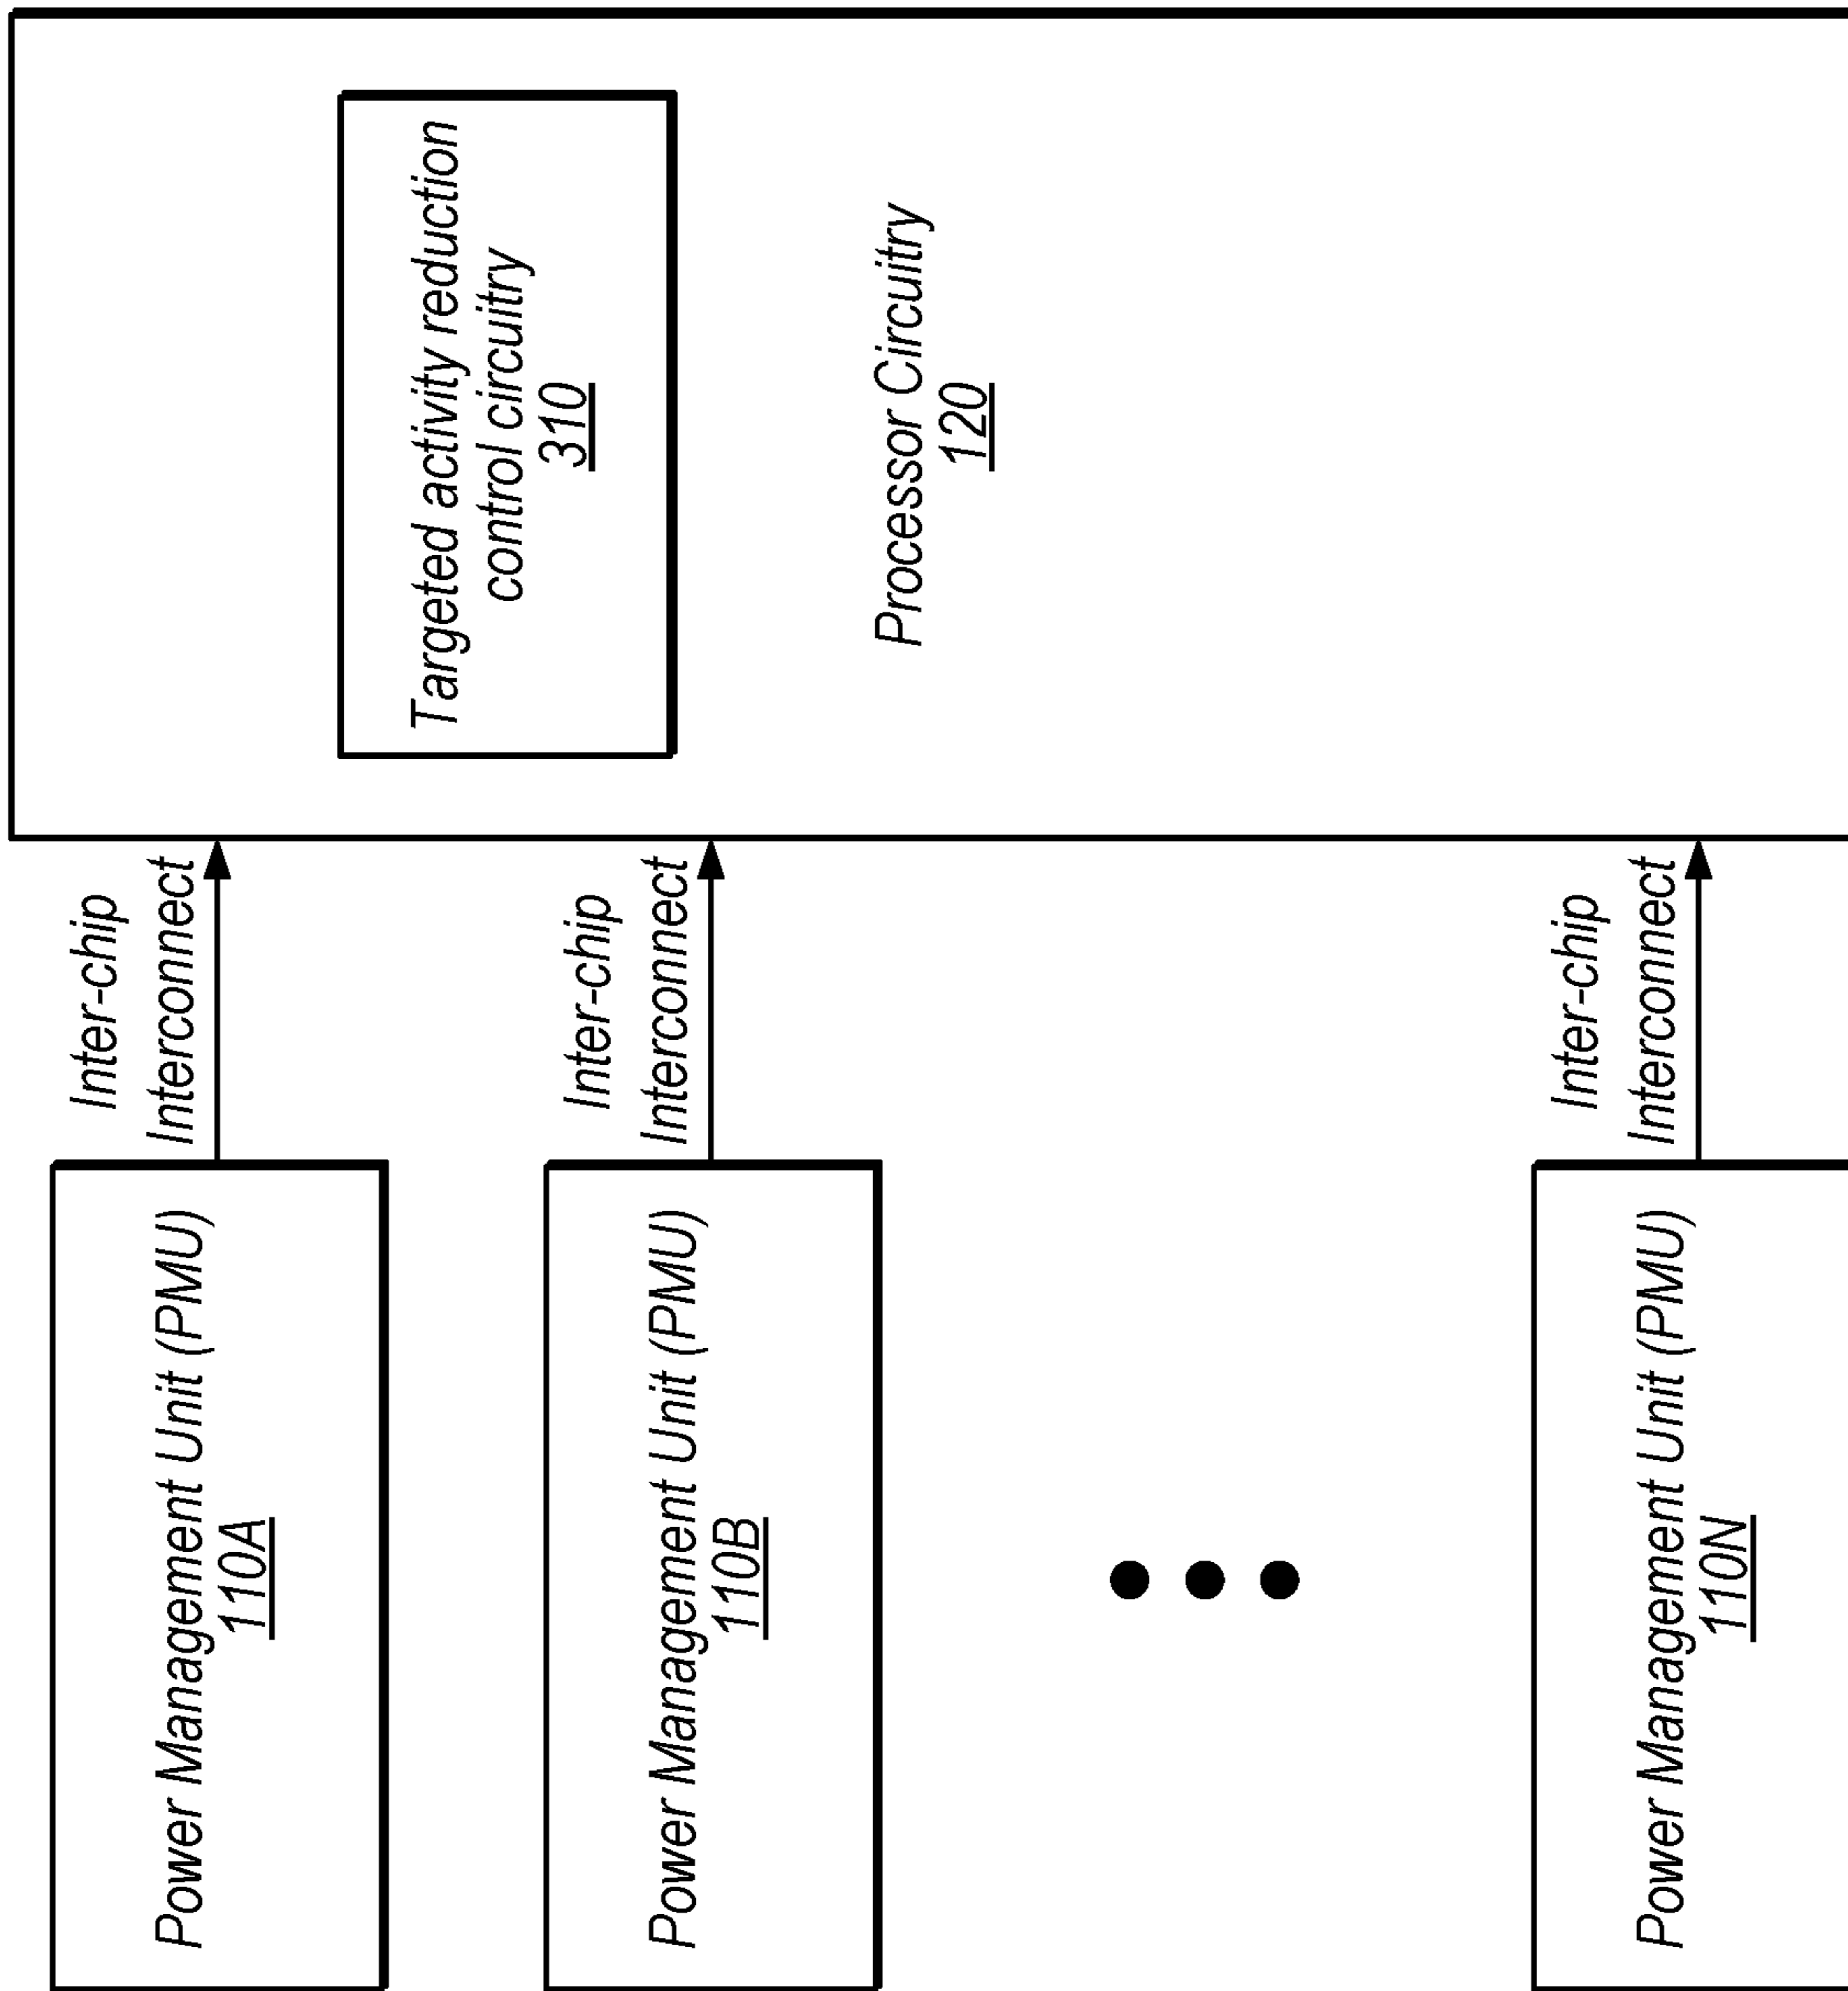 Power Management Unit (PMU)
110A
Inter-chip
Interconnect
Power Management Unit (PMU)
110B
Inter-chip
Interconnect
Power Management Unit (PMU)
110N
Inter-chip
Interconnect
Targeted activity reduction
control circuitry
310
Processor Circuitry
120